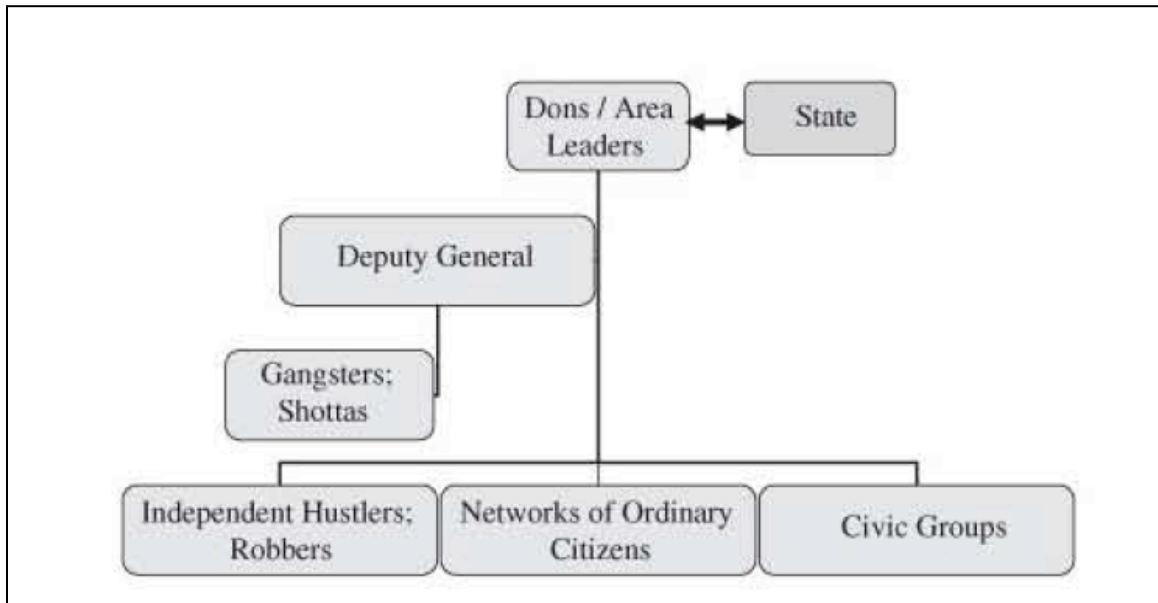 Dons / Area
Leaders
State
Deputy General
Gangsters;
Shottas
Independent Hustlers;
Robbers
Networks of Ordinary
Citizens
Civic Groups